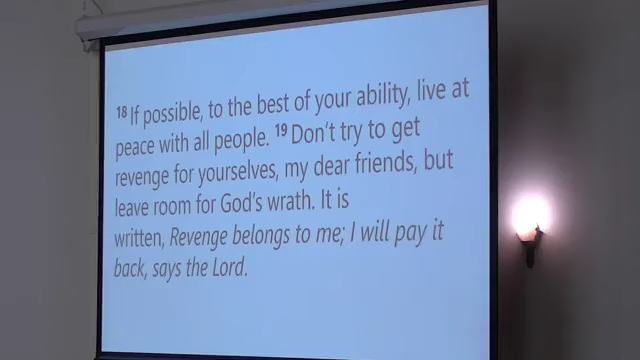 18 If possible, to the best of your ability, live at
peace with all people. 19 Don't try to get
revenge for yourselves, my dear friends, but
leave room for God's wrath. It is
written, Revenge belongs to me; I will pay it
back, says the Lord.